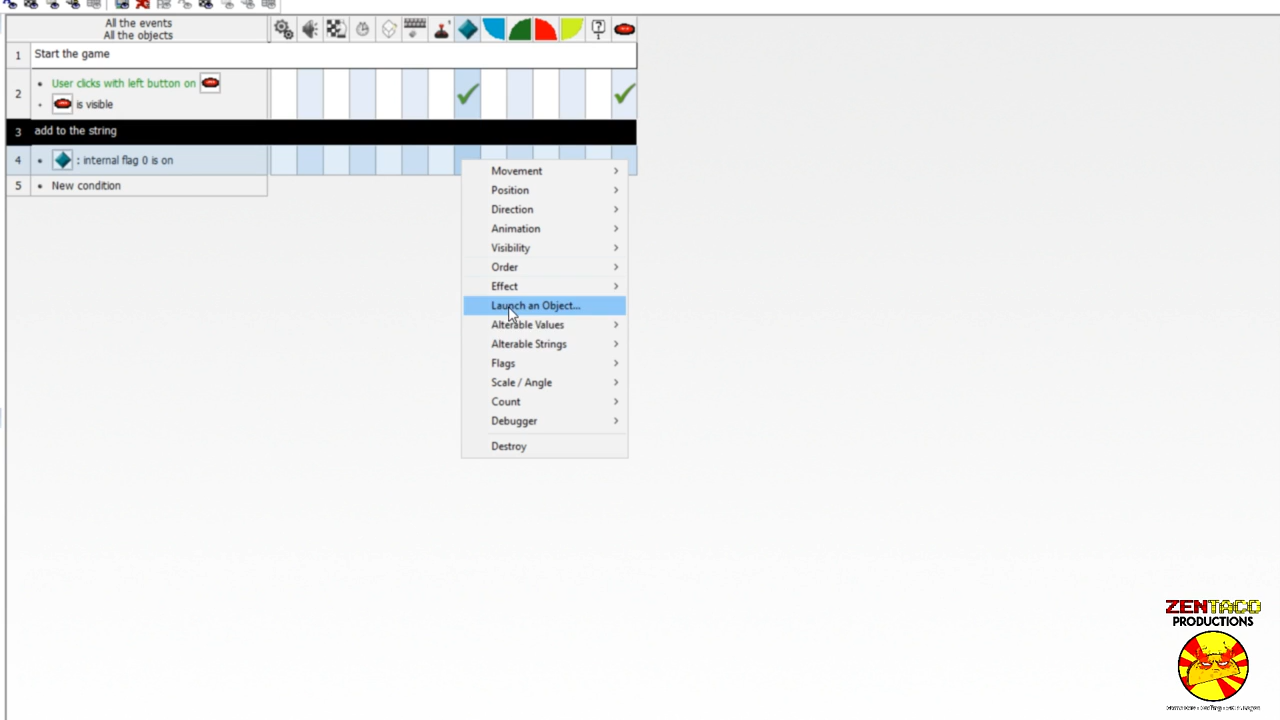 All the events
All the objects
1 Start the game
2 • User clicks with left button on
• is visible
3 add to the string
4 • : internal flag 0 is on
5 • New condition
Movement
Position
Direction
Animation
Visibility
Order
Effect
Launch an Object...
Alterable Values
Alterable Strings
Flags
Scale / Angle
Count
Debugger
Destroy
ZENTACO
PRODUCTIONS